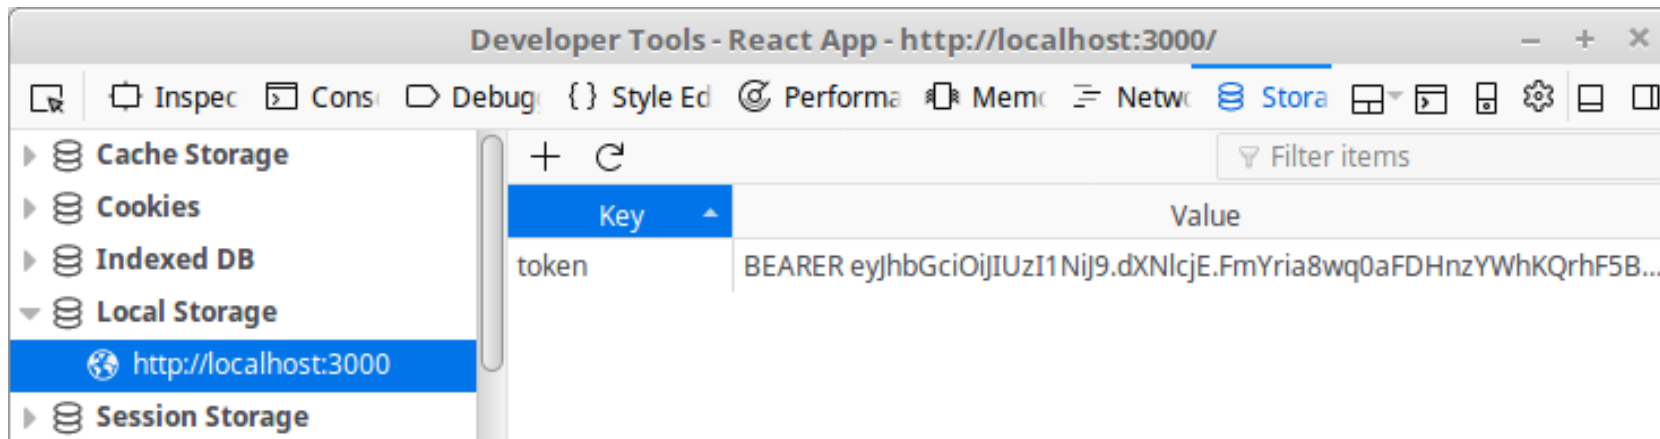 Developer Tools - React App - http://localhost:3000/
Inspec Cons Debug Style Ed Performa Mem Netw Stora
Cache Storage
Filter items
Cookies
Key Value
Indexed DB
token BEARER eyJhbGciOiJIUzI1NiJ9.dXNlcjE.FmYria8wq0aFDHnzYWhKQrhF5B...
Local Storage
http://localhost:3000
Session Storage